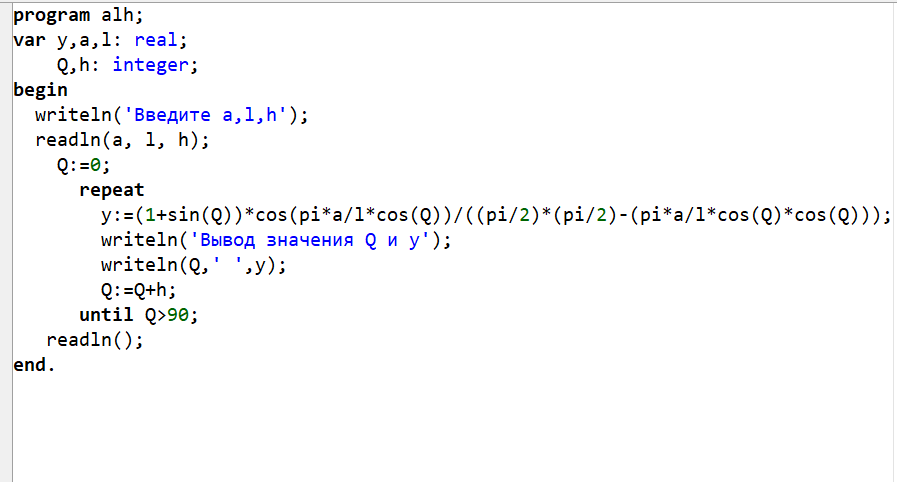 program alh;
var y,a,l: real;
    Q,h: integer;
begin
  writeln('Введите a,l,h');
  readln(a, l, h);
    Q:=0;
      repeat
        y:=(1+sin(Q))*cos(pi*a/l*cos(Q))/((pi/2)*(pi/2)-(pi*a/l*cos(Q)*cos(Q)));
        writeln('Вывод значения Q и y');
        writeln(Q,' ',y);
        Q:=Q+h;
      until Q>90;
   readln();
end.